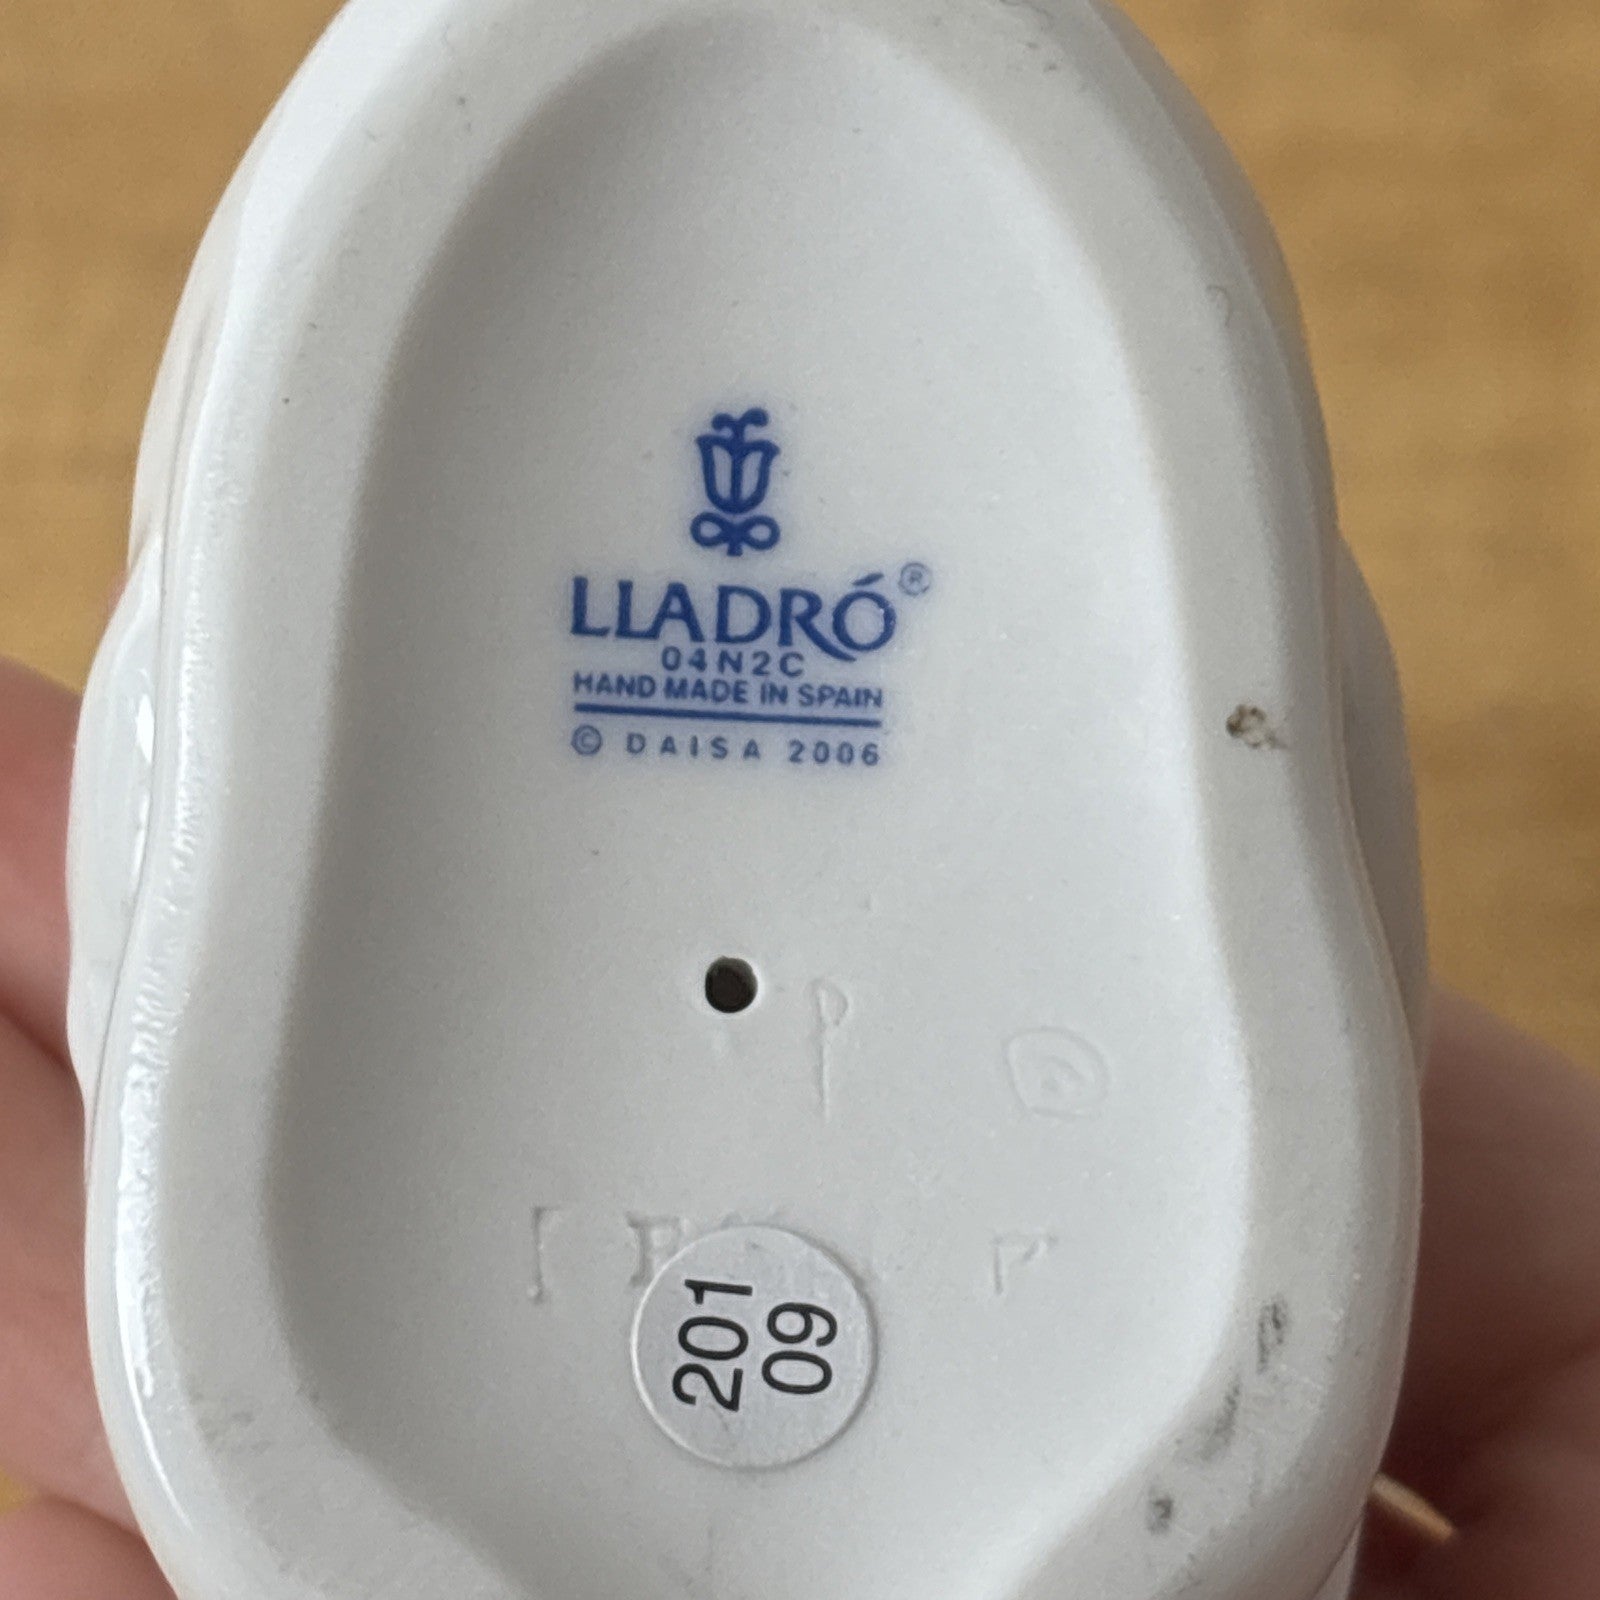 LLADRÓ®
04N2C
HAND MADE IN SPAIN
© DAISA 2006
P
P
201
09